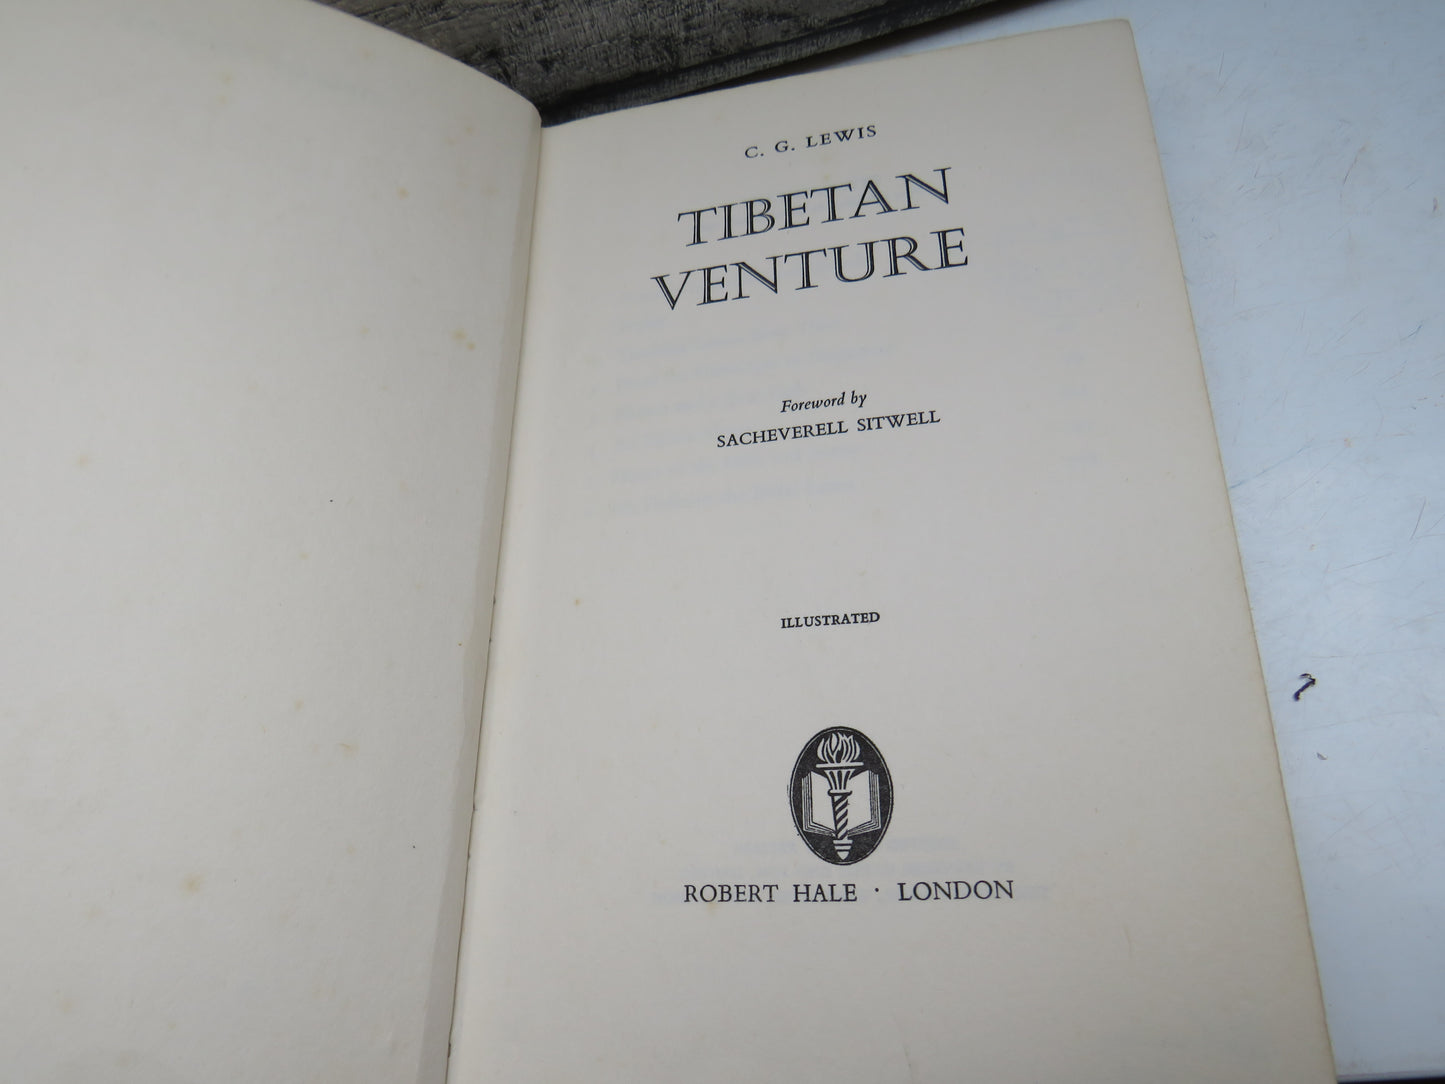 C. G. LEWIS
TIBETAN
VENTURE
Foreword by
SACHEVERELL SITWELL
ILLUSTRATED
ROBERT HALE · LONDON